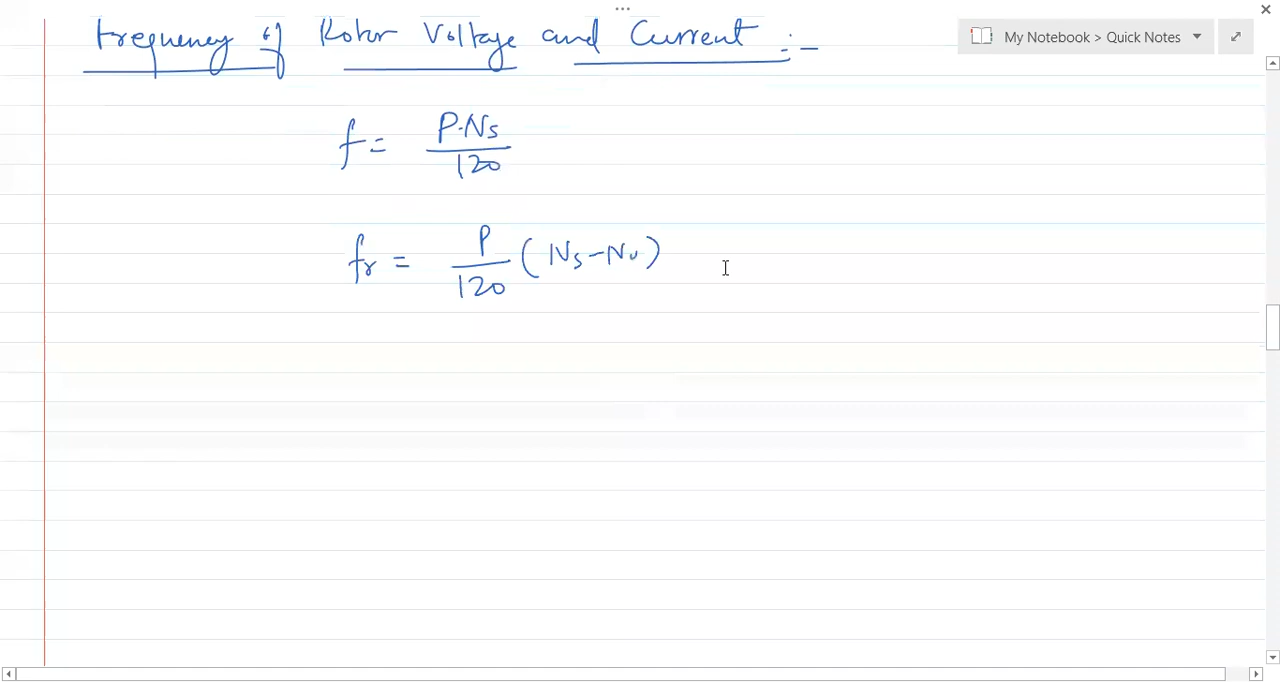 ...
My Notebook > Quick Notes
Frequency of Rotor Voltage and Current :-
f = P.Ns
120
fr = P
120 (Ns - Nr)